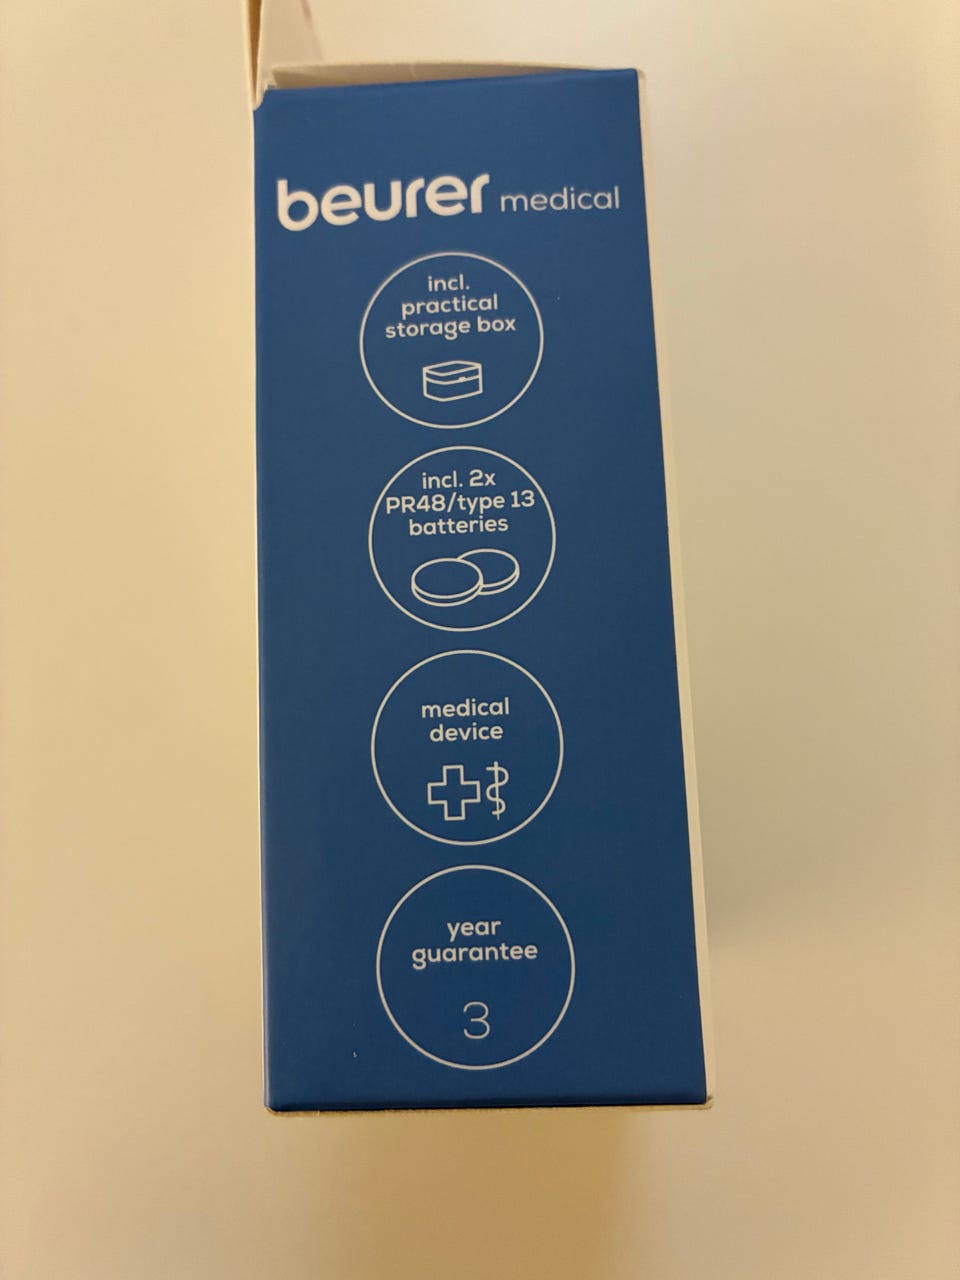 beurer medical
incl.
practical
storage box
incl. 2x
PR48/type 13
batteries
medical
device
year
guarantee
3